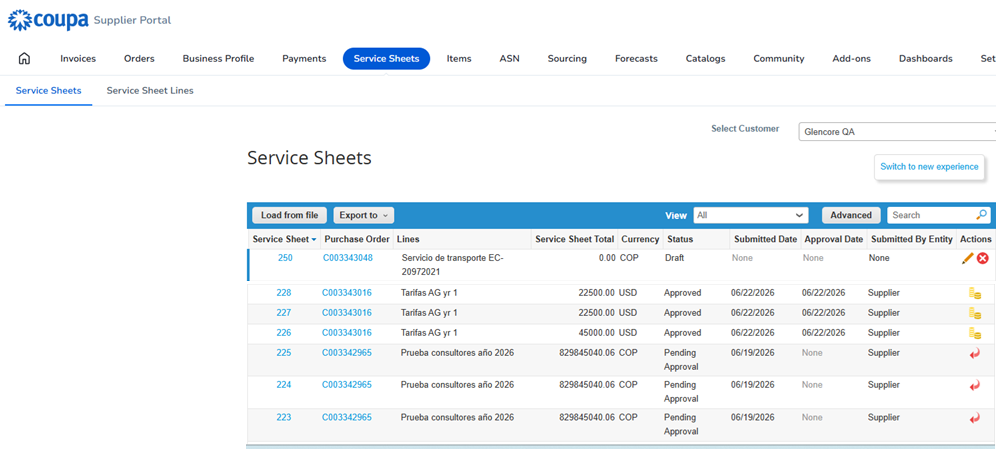 coupa Supplier Portal
Invoices Orders Business Profile Payments Service Sheets Items ASN Sourcing Forecasts Catalogs Community Add-ons Dashboards Set
Service Sheets Service Sheet Lines
Select Customer Glencore QA
Service Sheets
Switch to new experience
Load from file Export to View All Advanced Search
Service Sheet Purchase Order Lines Service Sheet Total Currency Status Submitted Date Approval Date Submitted By Entity Actions
250 C003343048 Servicio de transporte EC- 0.00 COP Draft None None None
20972021
228 C003343016 Tarifas AG yr 1 22500.00 USD Approved 06/22/2026 06/22/2026 Supplier
227 C003343016 Tarifas AG yr 1 22500.00 USD Approved 06/22/2026 06/22/2026 Supplier
226 C003343016 Tarifas AG yr 1 45000.00 USD Approved 06/22/2026 06/22/2026 Supplier
225 C003342965 Prueba consultores año 2026 829845040.06 COP Pending 06/19/2026 None Supplier
Approval
224 C003342965 Prueba consultores año 2026 829845040.06 COP Pending 06/19/2026 None Supplier
Approval
223 C003342965 Prueba consultores año 2026 829845040.06 COP Pending 06/19/2026 None Supplier
Approval